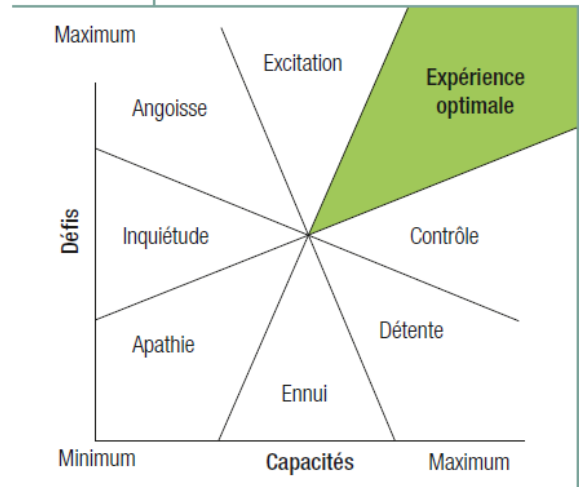 Maximum
Excitation
Expérience
optimale
Angoisse
Défis
Inquiétude
Contrôle
Apathie
Détente
Ennui
Minimum
Capacités
Maximum